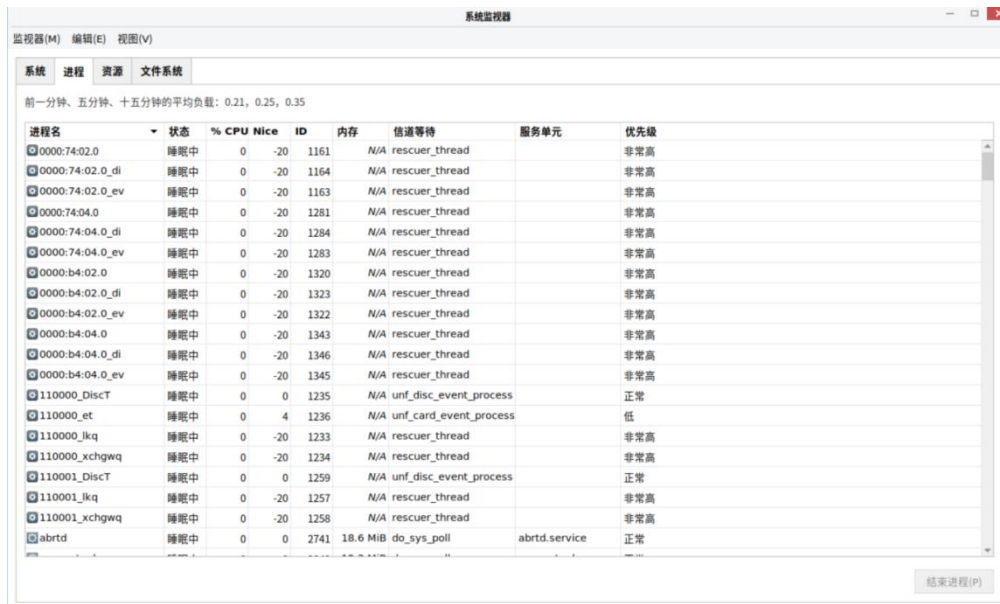 系统监视器
监视器(M) 编辑(E) 视图(V)
系统 进程 资源 文件系统
前一分钟、五分钟、十五分钟的平均负载：0.21，0.25，0.35
进程名 状态 % CPU Nice ID 内存 信道等待 服务单元 优先级
0000:74:02.0 睡眠中 0 -20 1161 N/A rescuer_thread 非常高
0000:74:02.0_di 睡眠中 0 -20 1164 N/A rescuer_thread 非常高
0000:74:02.0_ev 睡眠中 0 -20 1163 N/A rescuer_thread 非常高
0000:74:04.0 睡眠中 0 -20 1281 N/A rescuer_thread 非常高
0000:74:04.0_di 睡眠中 0 -20 1284 N/A rescuer_thread 非常高
0000:74:04.0_ev 睡眠中 0 -20 1283 N/A rescuer_thread 非常高
0000:b4:02.0 睡眠中 0 -20 1320 N/A rescuer_thread 非常高
0000:b4:02.0_di 睡眠中 0 -20 1323 N/A rescuer_thread 非常高
0000:b4:02.0_ev 睡眠中 0 -20 1322 N/A rescuer_thread 非常高
0000:b4:04.0 睡眠中 0 -20 1343 N/A rescuer_thread 非常高
0000:b4:04.0_di 睡眠中 0 -20 1346 N/A rescuer_thread 非常高
0000:b4:04.0_ev 睡眠中 0 -20 1345 N/A rescuer_thread 非常高
110000_DiscT 睡眠中 0 0 1235 N/A unf_disc_event_process 正常
110000_et 睡眠中 0 4 1236 N/A unf_card_event_process 低
110000_lkq 睡眠中 0 -20 1233 N/A rescuer_thread 非常高
110000_xchgwq 睡眠中 0 -20 1234 N/A rescuer_thread 非常高
110001_DiscT 睡眠中 0 0 1259 N/A unf_disc_event_process 正常
110001_lkq 睡眠中 0 -20 1257 N/A rescuer_thread 非常高
110001_xchgwq 睡眠中 0 -20 1258 N/A rescuer_thread 非常高
abrtd 睡眠中 0 0 2741 18.6 MiB do_sys_poll abrtd.service 正常
结束进程(P)